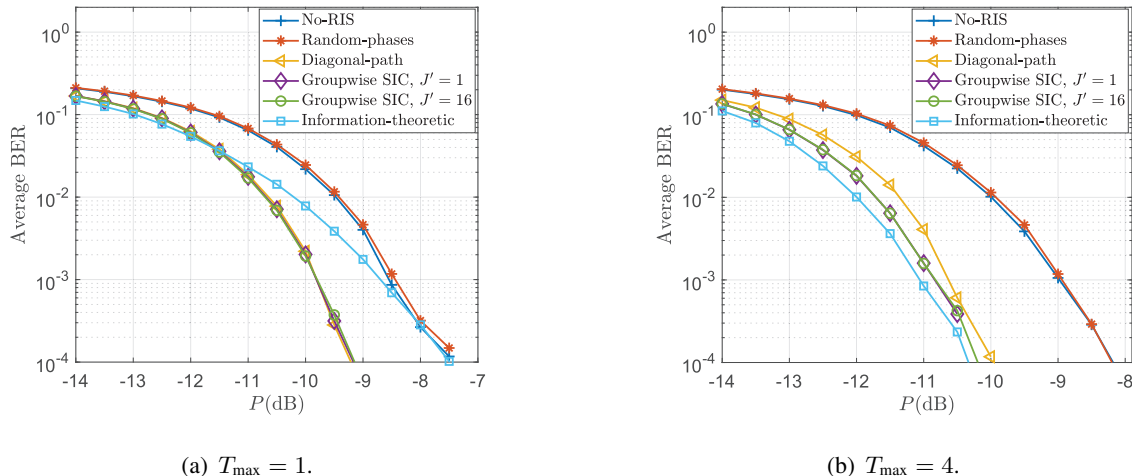 10^0
10^-1
10^-2
10^-3
10^-4
Average BER
-14 -13 -12 -11 -10 -9 -8 -7
P(dB)
No-RIS
Random-phases
Diagonal-path
Groupwise SIC, J′ = 1
Groupwise SIC, J′ = 16
Information-theoretic
(a) T_max = 1.
10^0
10^-1
10^-2
10^-3
10^-4
Average BER
-14 -13 -12 -11 -10 -9 -8
P(dB)
No-RIS
Random-phases
Diagonal-path
Groupwise SIC, J′ = 1
Groupwise SIC, J′ = 16
Information-theoretic
(b) T_max = 4.